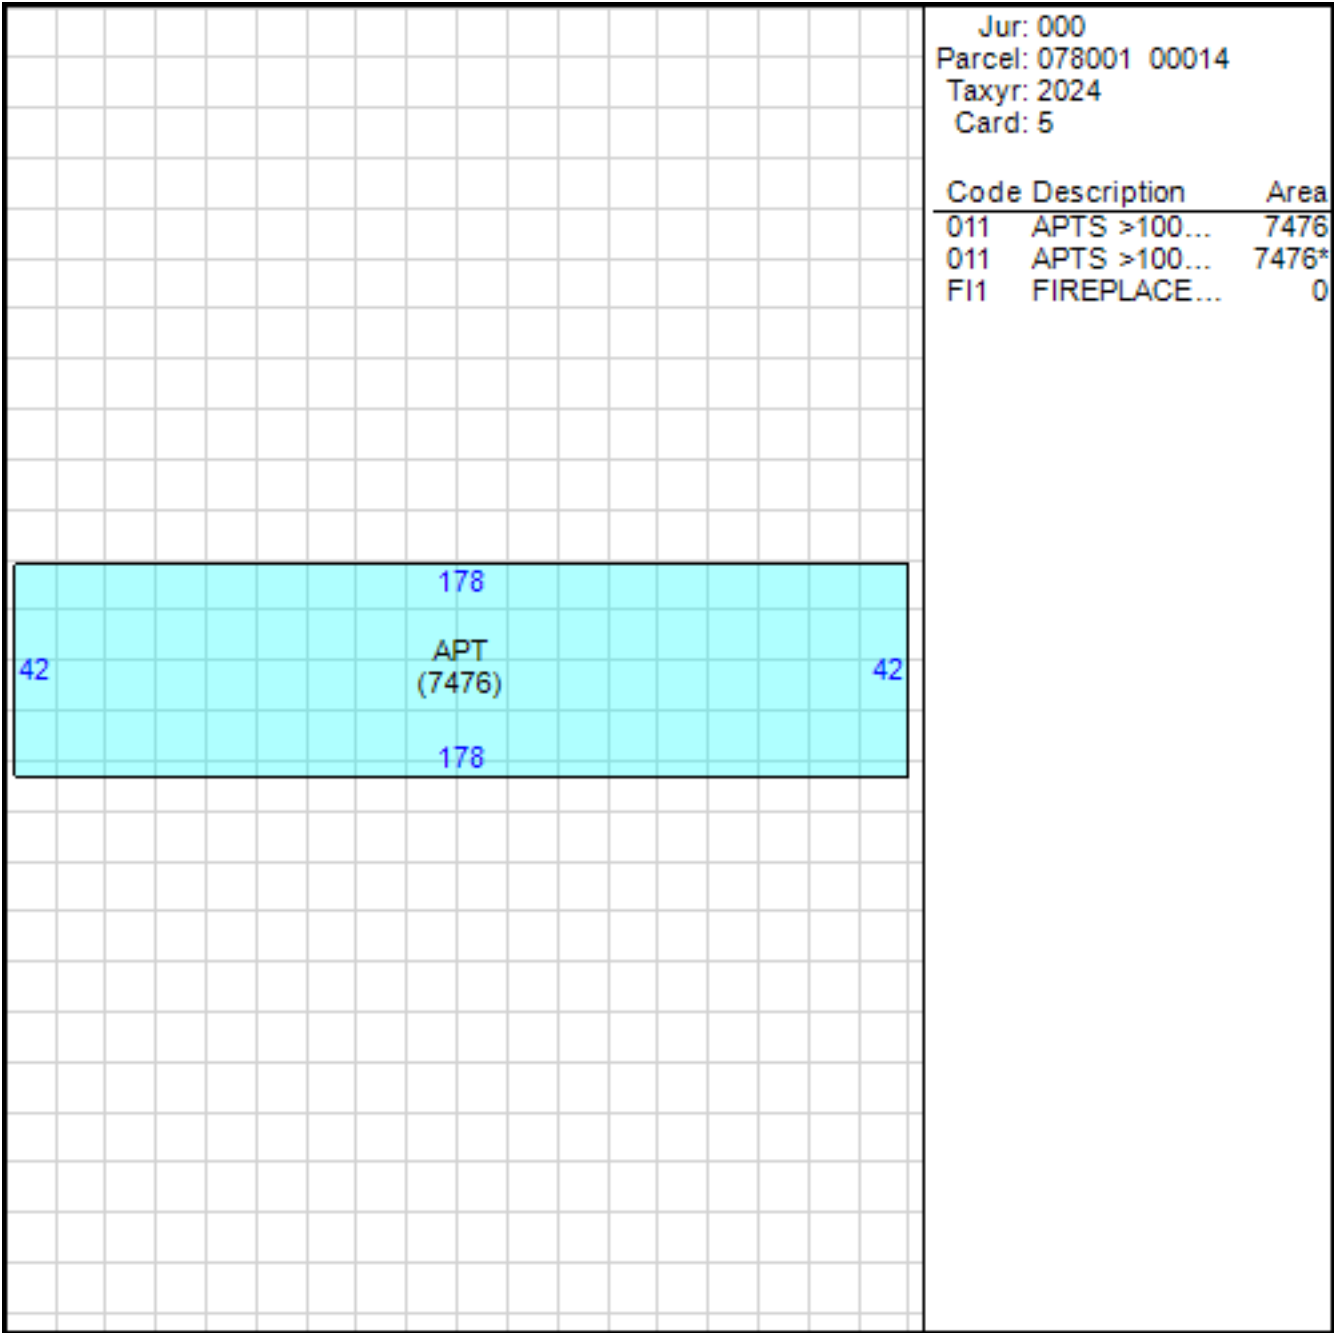 Jur: 000
Parcel: 078001 00014
Taxyr: 2024
Card: 5
Code Description Area
011 APTS >100... 7476
011 APTS >100... 7476*
FI1 FIREPLACE... 0
178
APT
42 42
(7476)
178